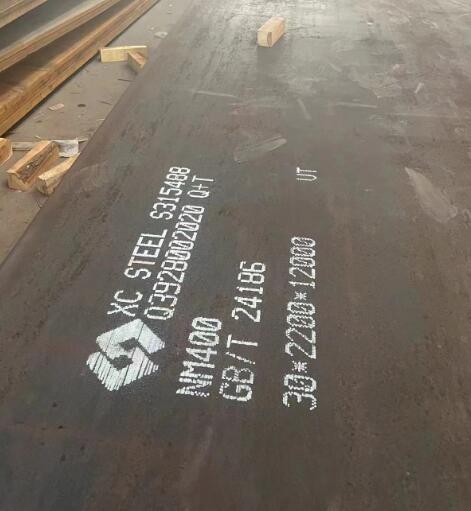 XC STEEL S315488
Q3928002020 Q+T
NM400
GB/T 24186
30*2200*12000 UT